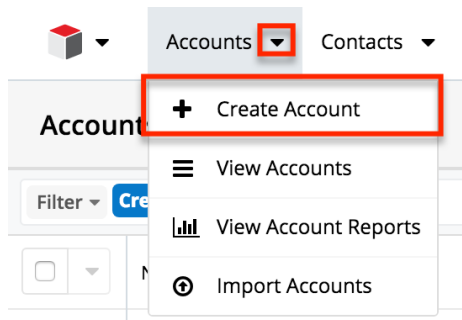 Accounts Contacts
Create Account
View Accounts
View Account Reports
Import Accounts
Account
Filter Cre
N